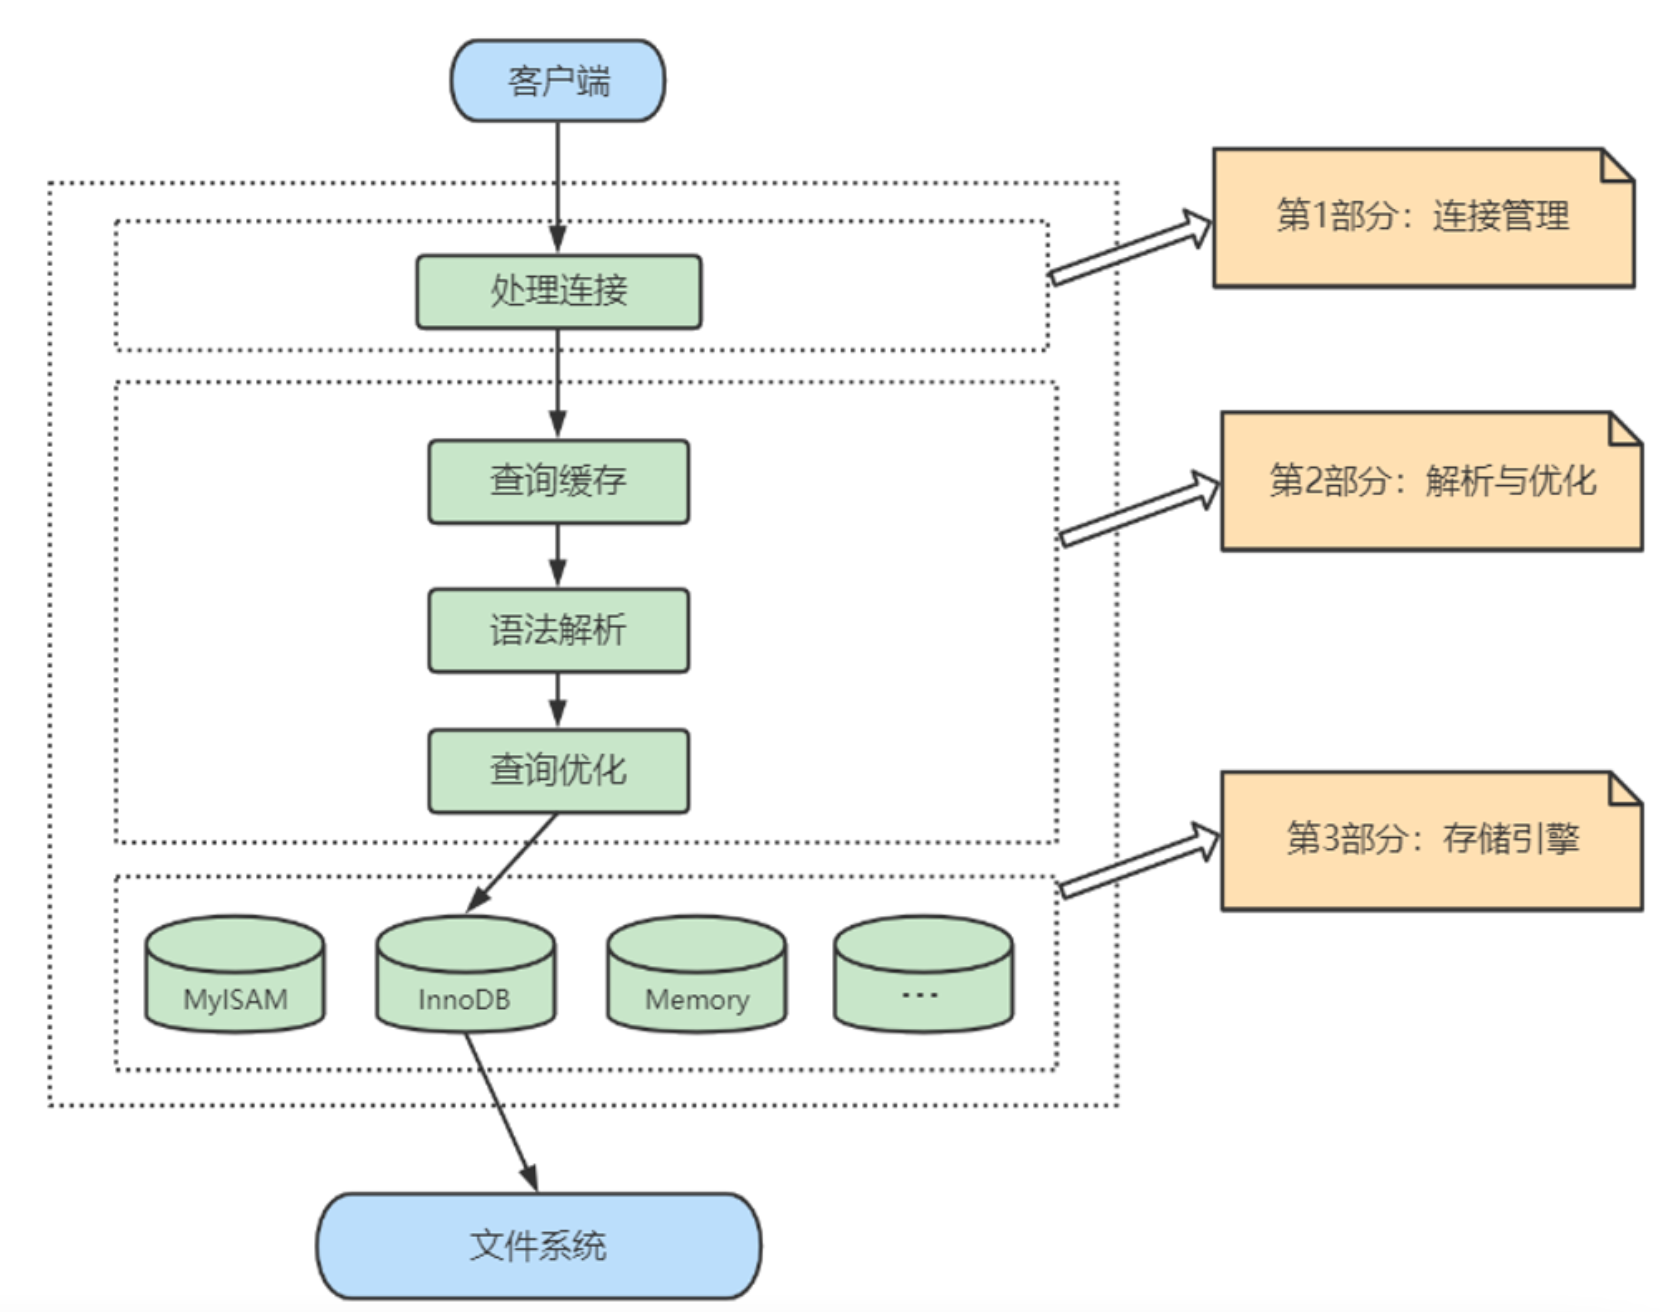 客户端
第1部分：连接管理
处理连接
查询缓存
第2部分：解析与优化
语法解析
查询优化
第3部分：存储引擎
MyISAM
InnoDB
Memory
...
文件系统